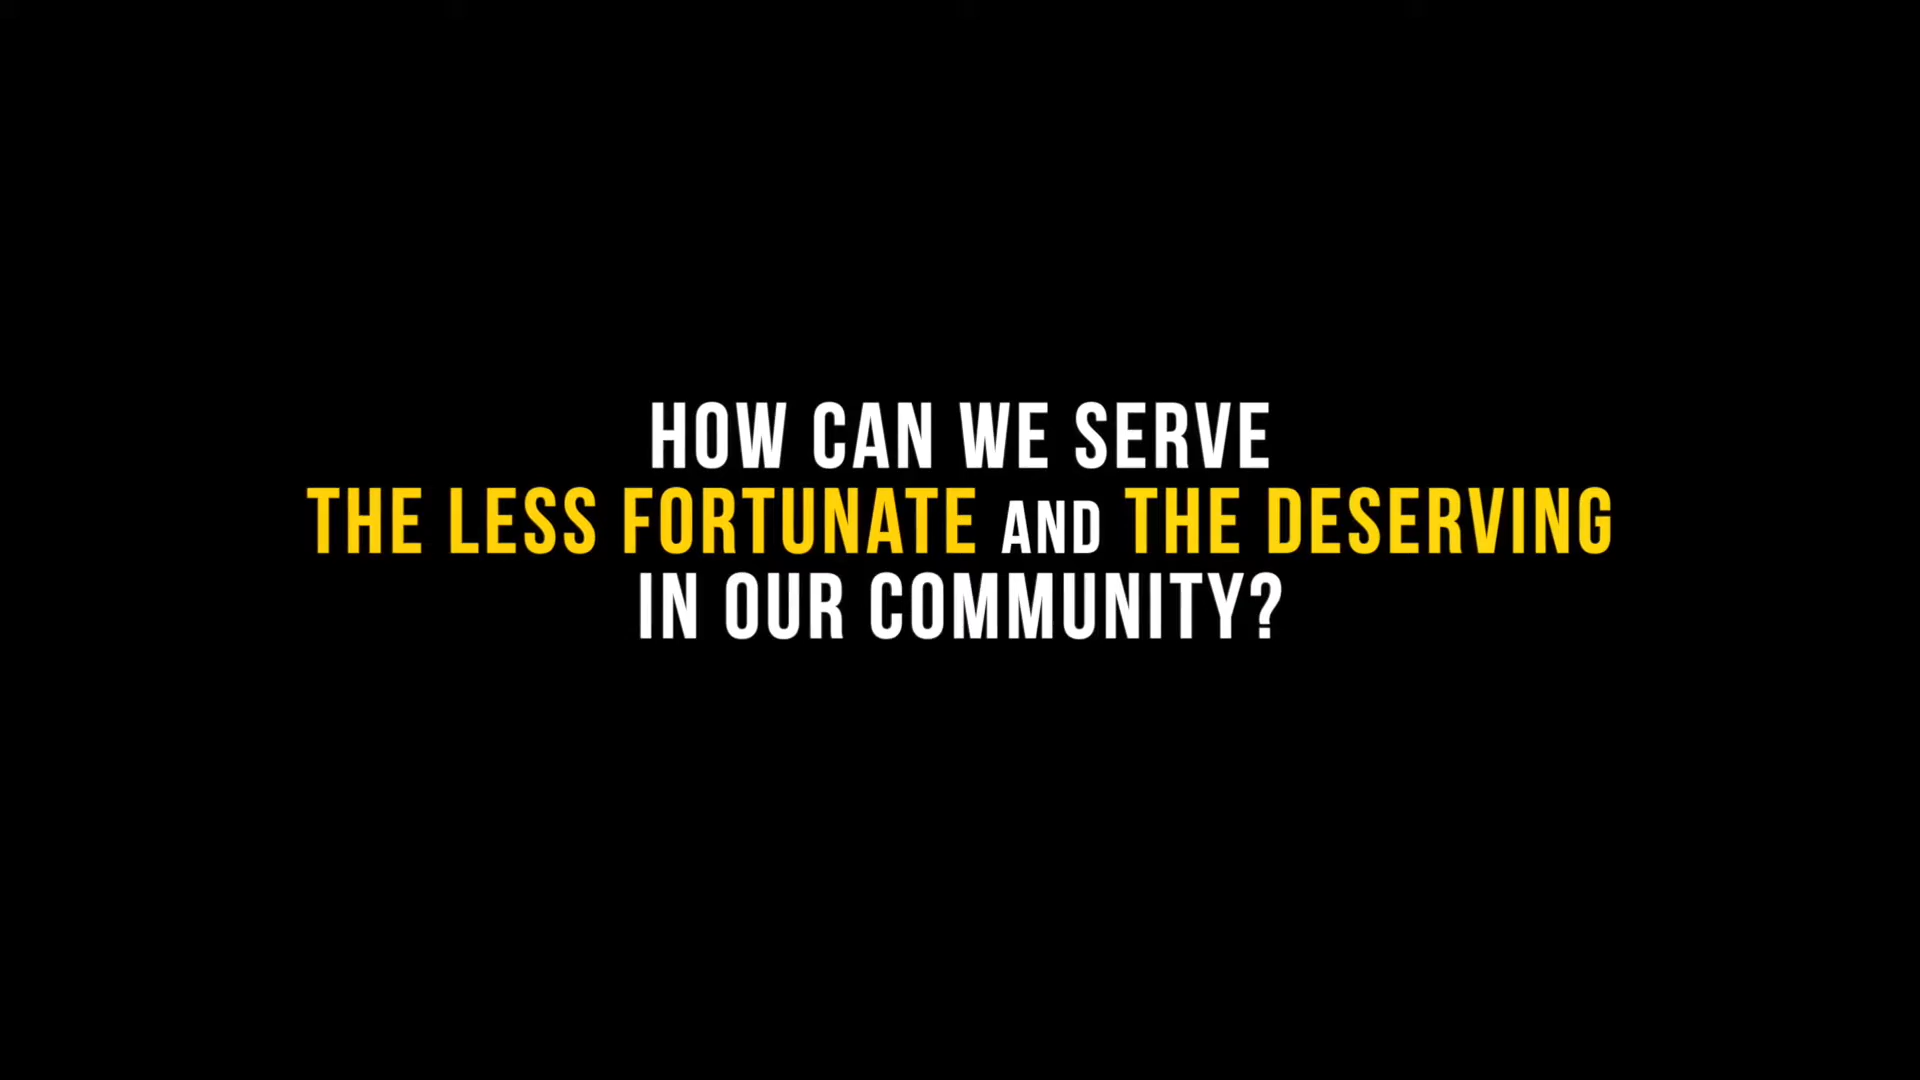 HOW CAN WE SERVE
THE LESS FORTUNATE AND THE DESERVING
IN OUR COMMUNITY?